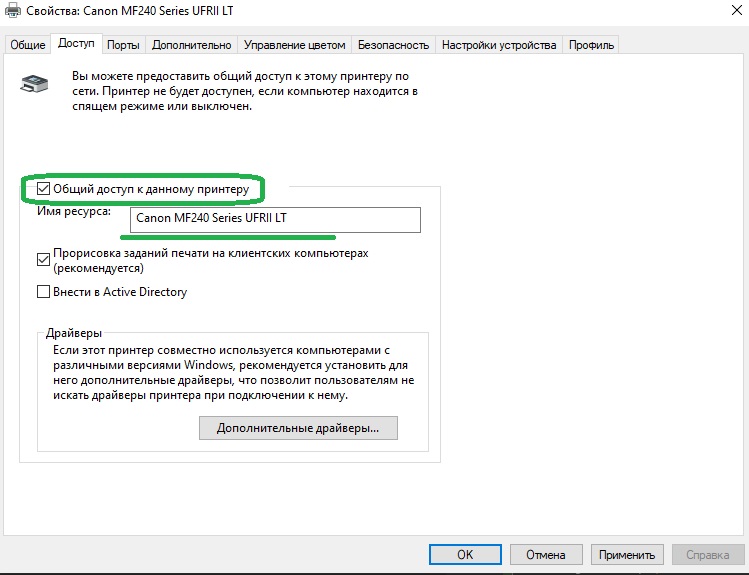 Свойства: Canon MF240 Series UFRII LT
Общие Доступ Порты Дополнительно Управление цветом Безопасность Настройки устройства Профиль
Вы можете предоставить общий доступ к этому принтеру по
сети. Принтер не будет доступен, если компьютер находится в
спящем режиме или выключен.
Общий доступ к данному принтеру
Имя ресурса: Canon MF240 Series UFRII LT
Прорисовка заданий печати на клиентских компьютерах
(рекомендуется)
Внести в Active Directory
Драйверы
Если этот принтер совместно используется компьютерами с
различными версиями Windows, рекомендуется установить для
него дополнительные драйверы, что позволит пользователям не
искать драйверы принтера при подключении к нему.
Дополнительные драйверы...
OK Отмена Применить Справка